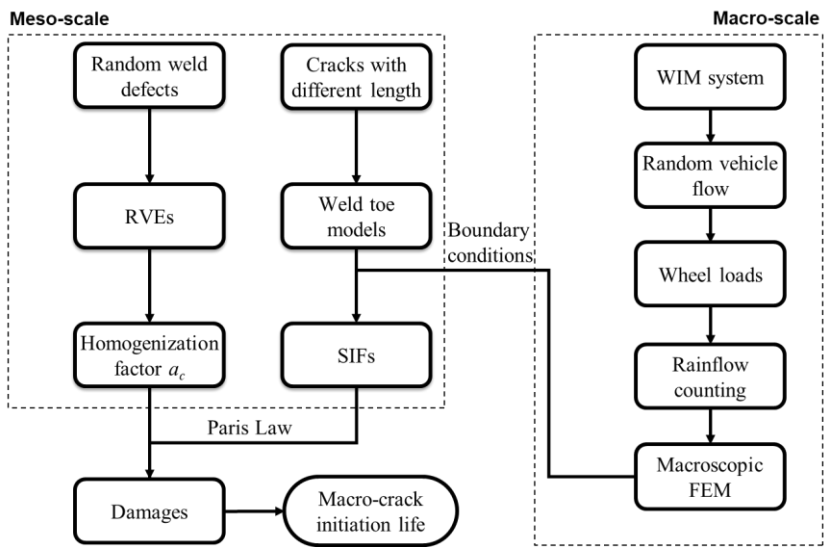 Meso-scale
Random weld
defects
Cracks with
different length
RVEs
Weld toe
models
Homogenization
factor a_c
SIFs
Paris Law
Damages
Macro-crack
initiation life
Boundary
conditions
Macro-scale
WIM system
Random vehicle
flow
Wheel loads
Rainflow
counting
Macroscopic
FEM